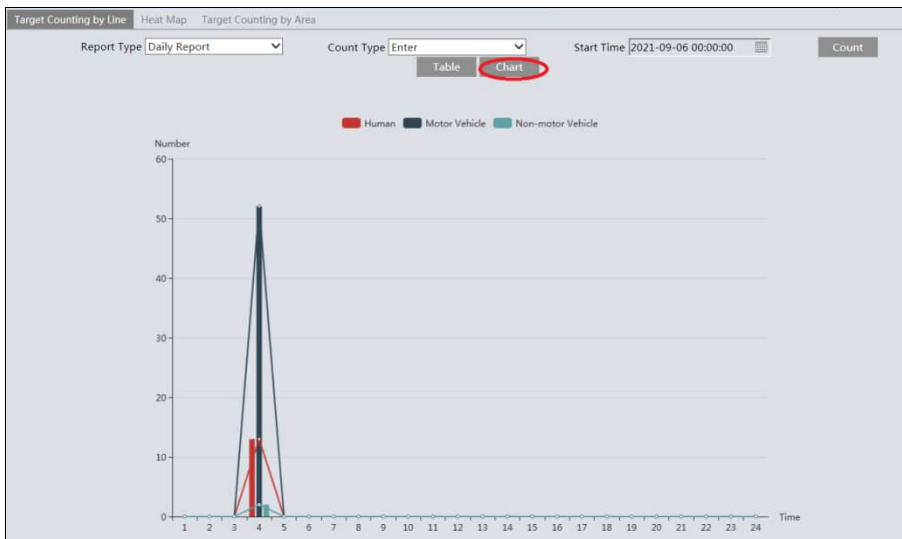 Target Counting by Line Heat Map Target Counting by Area
Report Type Daily Report Count Type Enter Start Time 2021-09-06 00:00:00 Count
Table Chart
Human Motor Vehicle Non-motor Vehicle
Number
60
50
40
30
20
10
0
1 2 3 4 5 6 7 8 9 10 11 12 13 14 15 16 17 18 19 20 21 22 23 24 Time